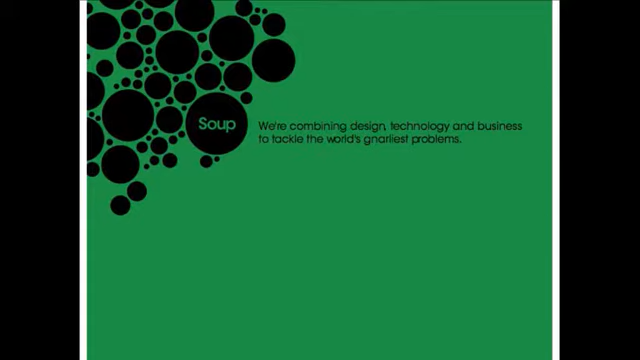 Soup
We're combining design, technology and business
to tackle the world's gnarliest problems.